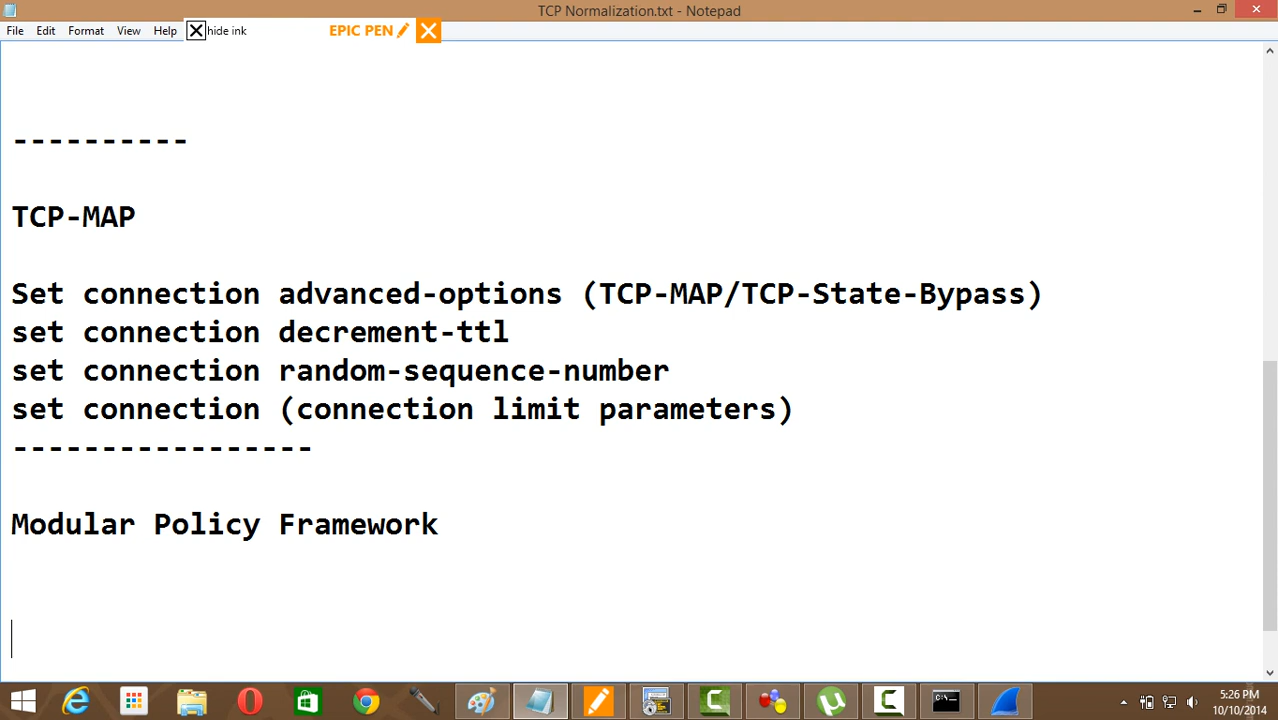 TCP Normalization.txt - Notepad
File Edit Format View Help hide ink EPIC PEN
----------
TCP-MAP
Set connection advanced-options (TCP-MAP/TCP-State-Bypass)
set connection decrement-ttl
set connection random-sequence-number
set connection (connection limit parameters)
-----------------
Modular Policy Framework
5:26 PM
10/10/2014